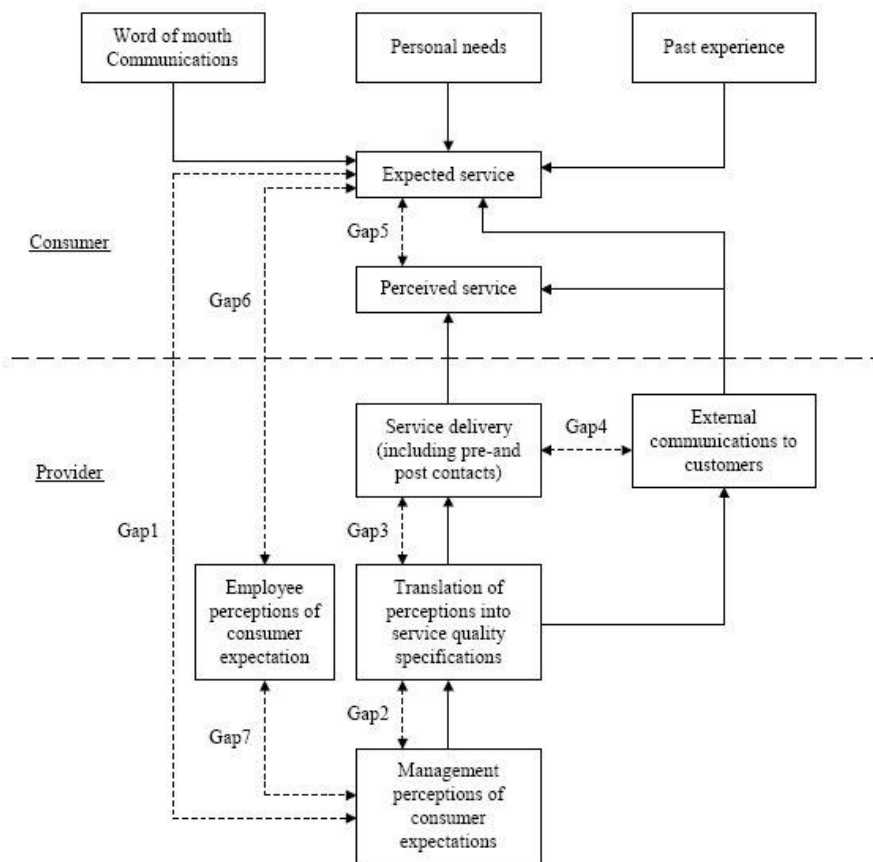 Word of mouth
Communications
Personal needs
Past experience
Expected service
Gap5
Consumer
Gap6
Perceived service
Service delivery
(including pre-and
post contacts)
Gap4
External
communications to
customers
Provider
Gap1
Gap3
Employee
perceptions of
consumer
expectation
Translation of
perceptions into
service quality
specifications
Gap7
Gap2
Management
perceptions of
consumer
expectations